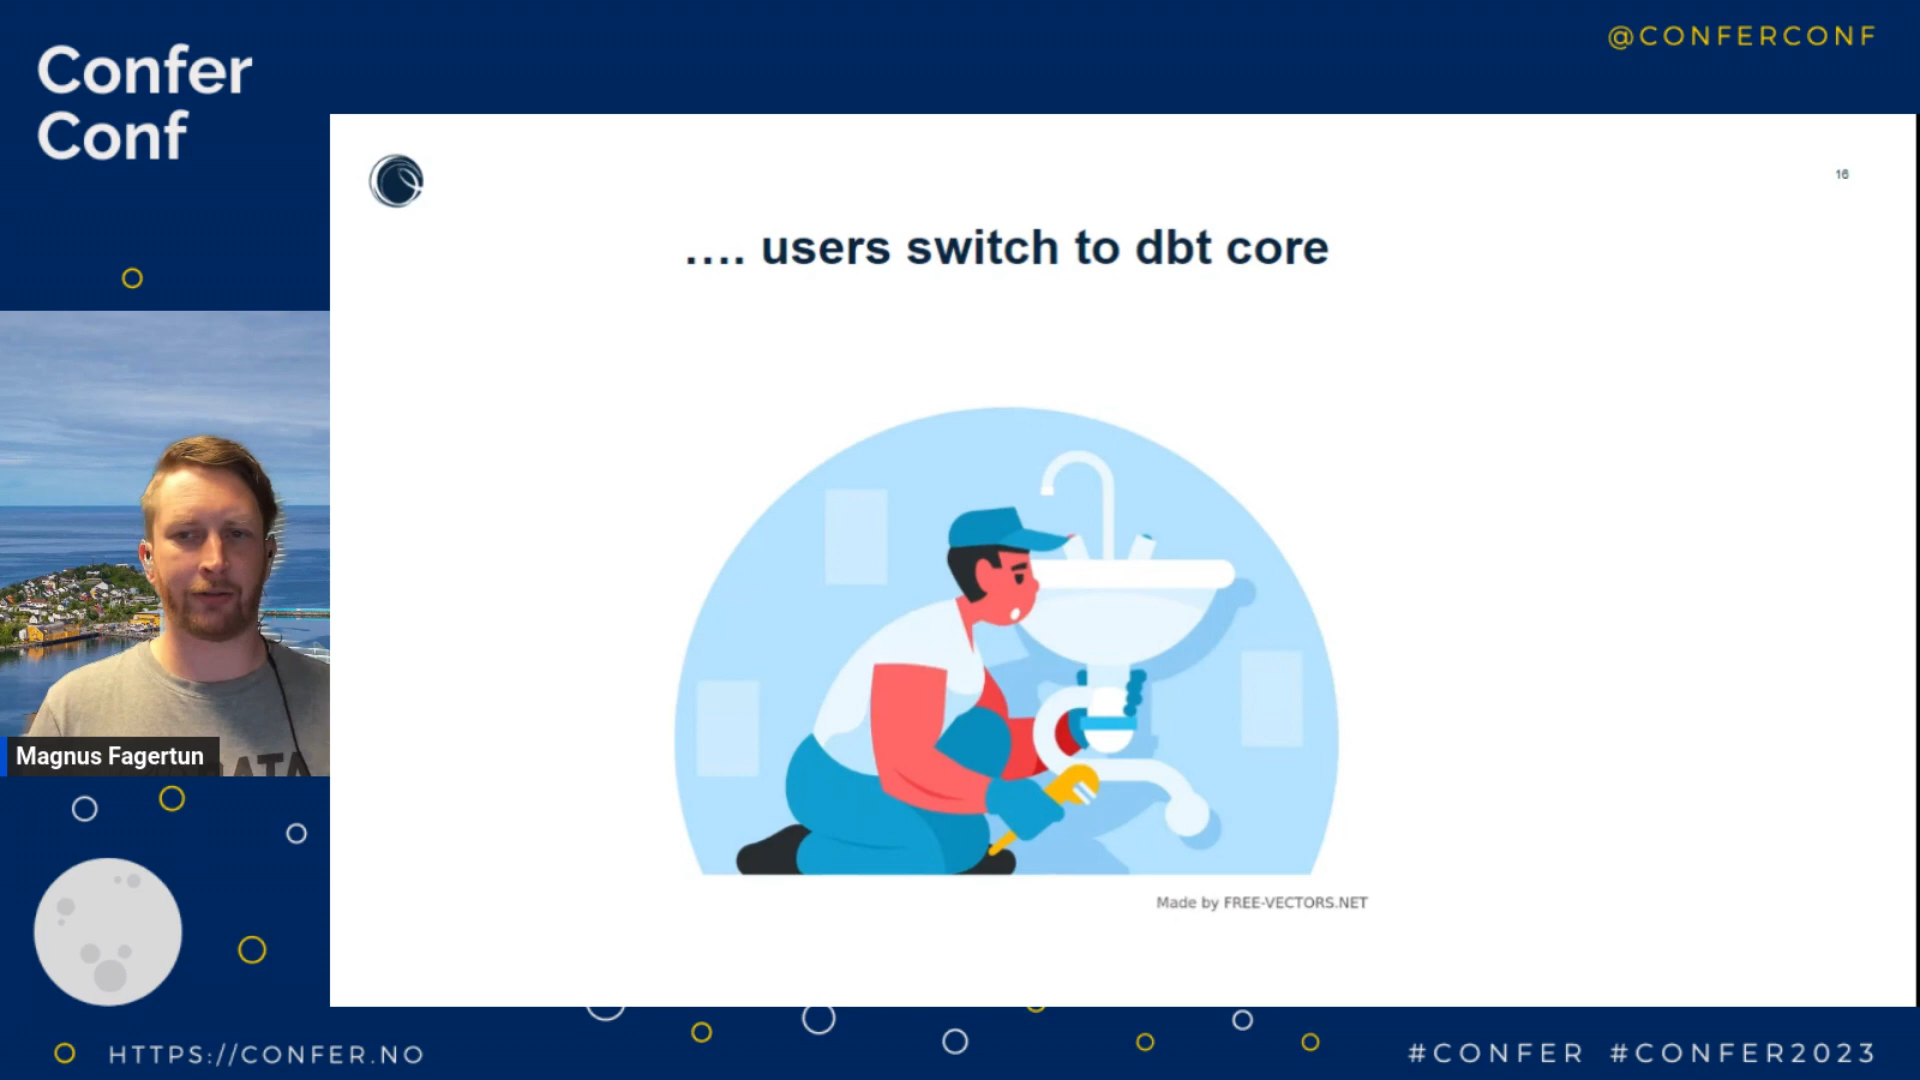 Confer
Conf
@CONFERCONF
16
.... users switch to dbt core
Magnus Fagertun
Made by FREE-VECTORS.NET
HTTPS://CONFER.NO
#CONFER #CONFER2023